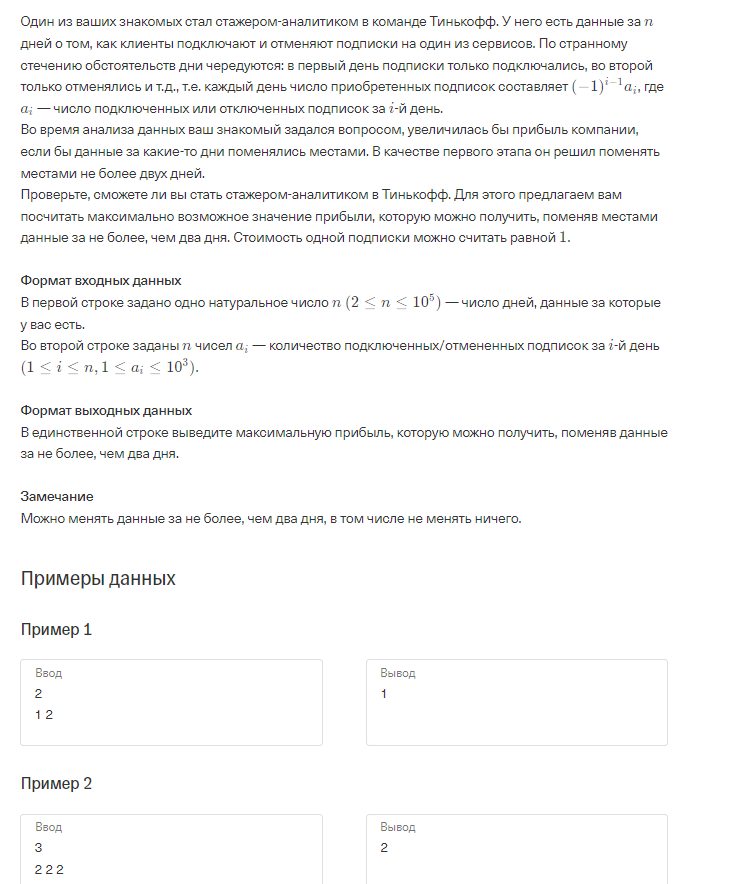 Один из ваших знакомых стал стажером-аналитиком в команде Тинькофф. У него есть данные за n
дней о том, как клиенты подключают и отменяют подписки на один из сервисов. По странному
стечению обстоятельств дни чередуются: в первый день подписки только подключались, во второй
только отменялись и т.д., т.е. каждый день число приобретенных подписок составляет (−1)^{i−1}a_i, где
a_i — число подключенных или отключенных подписок за i-й день.
Во время анализа данных ваш знакомый задался вопросом, увеличилась бы прибыль компании,
если бы данные за какие-то дни поменялись местами. В качестве первого этапа он решил поменять
местами не более двух дней.
Проверьте, сможете ли вы стать стажером-аналитиком в Тинькофф. Для этого предлагаем вам
посчитать максимально возможное значение прибыли, которую можно получить, поменяв местами
данные за не более, чем два дня. Стоимость одной подписки можно считать равной 1.
Формат входных данных
В первой строке задано одно натуральное число n (2 ≤ n ≤ 10^5) — число дней, данные за которые
у вас есть.
Во второй строке заданы n чисел a_i — количество подключенных/отмененных подписок за i-й день
(1 ≤ i ≤ n, 1 ≤ a_i ≤ 10^3).
Формат выходных данных
В единственной строке выведите максимальную прибыль, которую можно получить, поменяв данные
за не более, чем два дня.
Замечание
Можно менять данные за не более, чем два дня, в том числе не менять ничего.
Примеры данных
Пример 1
Ввод
2
1 2
Вывод
1
Пример 2
Ввод
3
2 2 2
Вывод
2